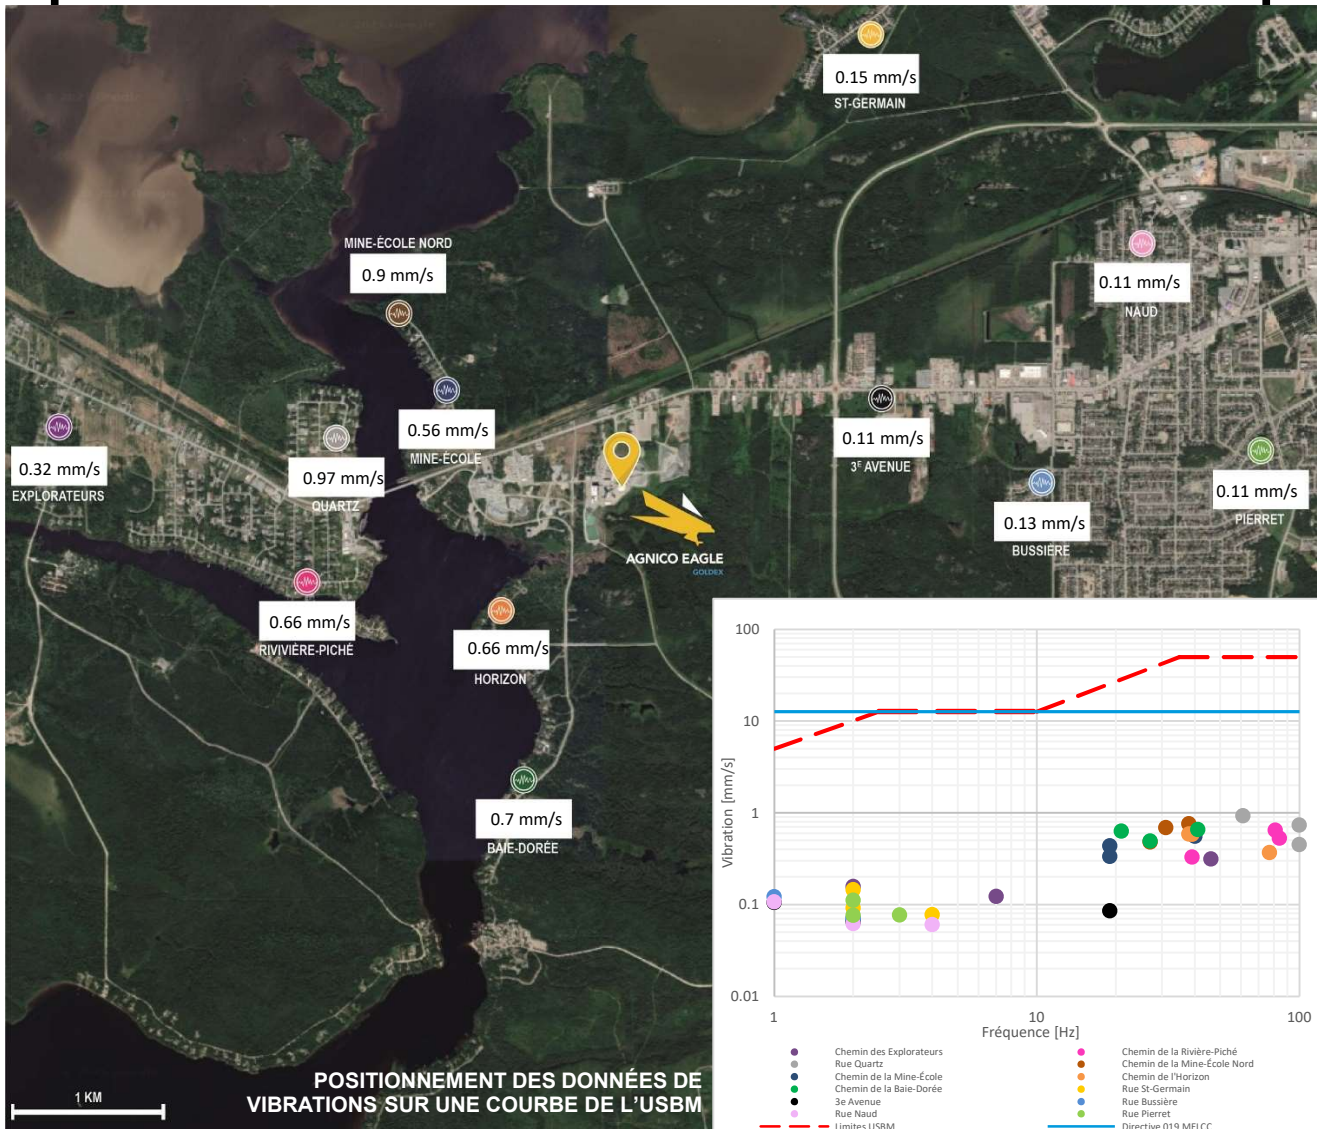 0.15 mm/s
ST-GERMAIN
MINE-ÉCOLE NORD
0.9 mm/s
0.11 mm/s
NAUD
0.56 mm/s
MINE-ÉCOLE
0.11 mm/s
3E AVENUE
0.32 mm/s
EXPLORATEURS
0.97 mm/s
QUARTZ
0.11 mm/s
PIERRET
0.13 mm/s
BUSSIÈRE
AGNICO EAGLE
GOLDEX
0.66 mm/s
RIVIVIÈRE-PICHÉ
0.66 mm/s
HORIZON
0.7 mm/s
BAIE-DORÉE
1 KM
POSITIONNEMENT DES DONNÉES DE
VIBRATIONS SUR UNE COURBE DE L'USBM
100
10
1
0.1
0.01
Vibration [mm/s]
1 10 100
Fréquence [Hz]
Chemin des Explorateurs
Rue Quartz
Chemin de la Mine-École
Chemin de la Baie-Dorée
3e Avenue
Rue Naud
Limites USBM
Chemin de la Rivière-Piché
Chemin de la Mine-École Nord
Chemin de l'Horizon
Rue St-Germain
Rue Bussière
Rue Pierret
Directive 019 MELCC